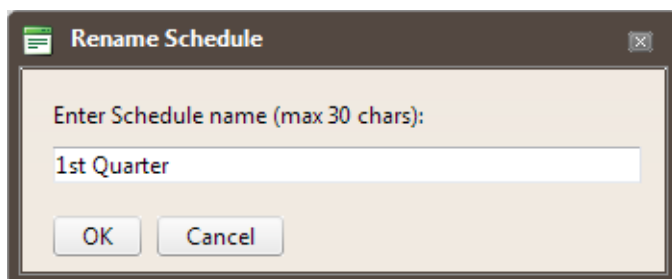 Rename Schedule
Enter Schedule name (max 30 chars):
1st Quarter
OK Cancel